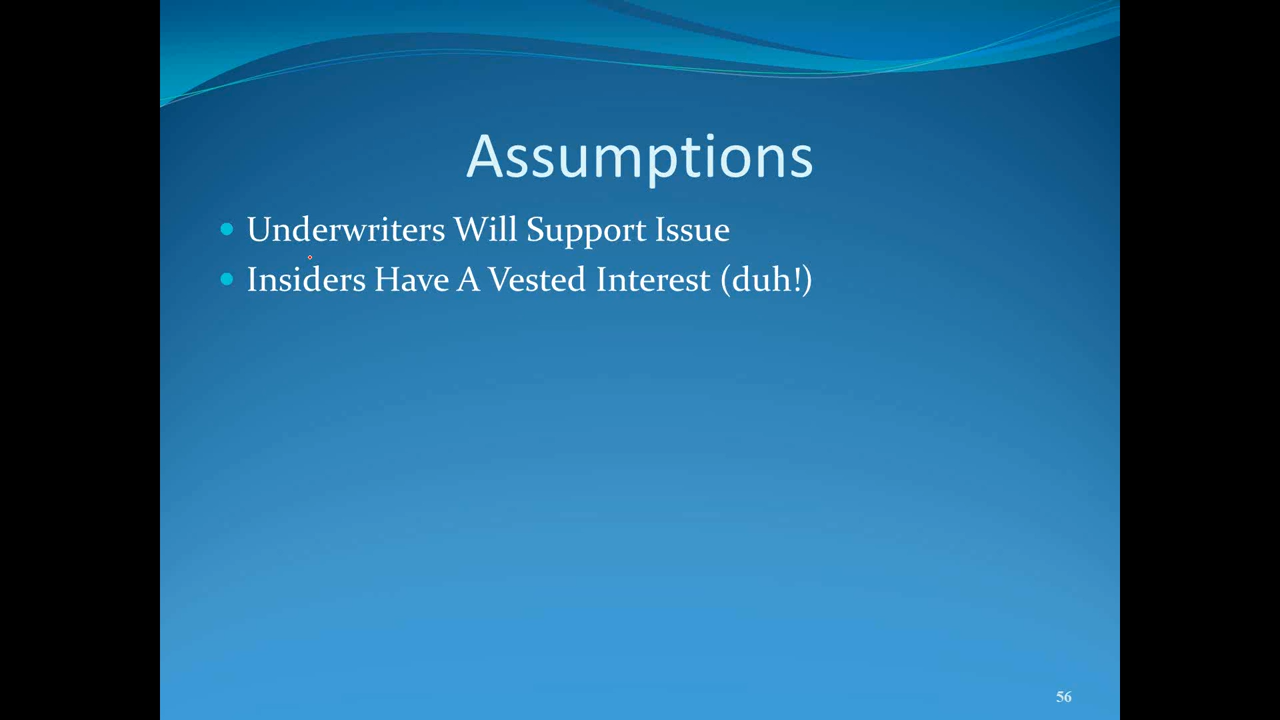 Assumptions
Underwriters Will Support Issue
Insiders Have A Vested Interest (duh!)
56